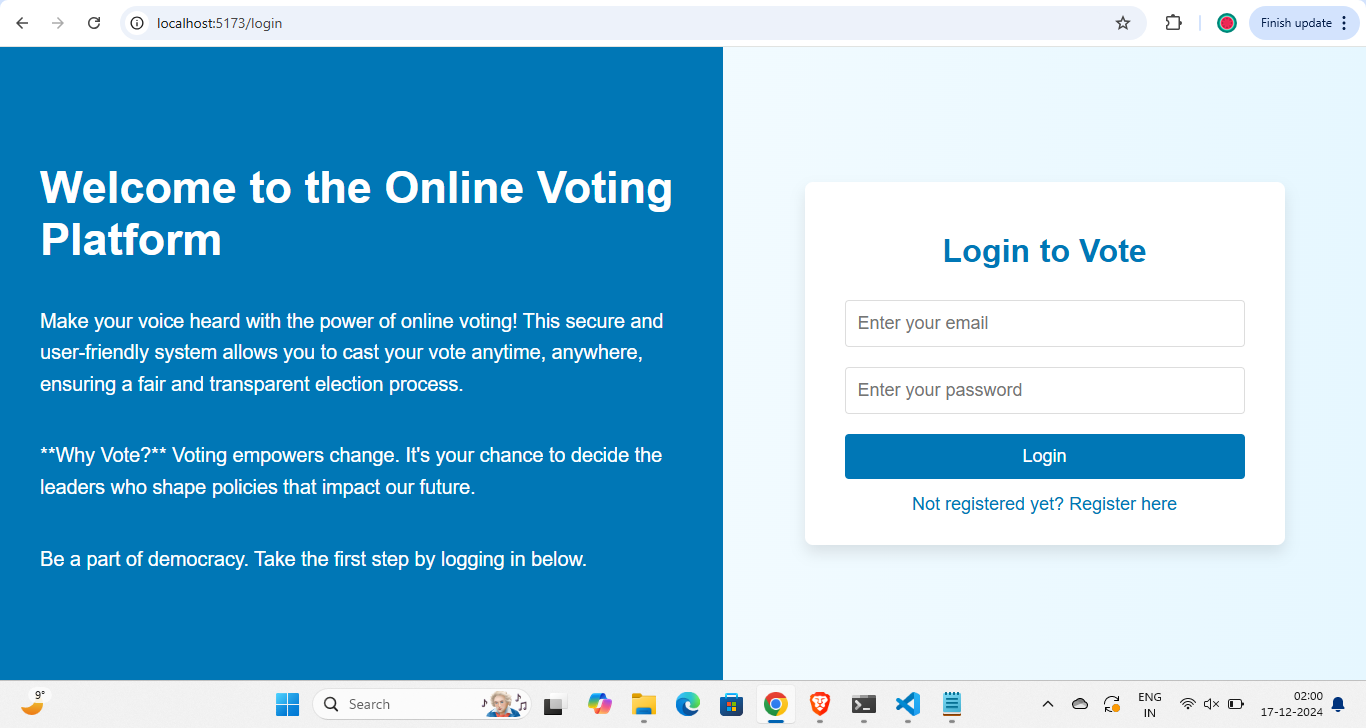 localhost:5173/login
Finish update
Welcome to the Online Voting
Platform
Make your voice heard with the power of online voting! This secure and
user-friendly system allows you to cast your vote anytime, anywhere,
ensuring a fair and transparent election process.
**Why Vote?** Voting empowers change. It's your chance to decide the
leaders who shape policies that impact our future.
Be a part of democracy. Take the first step by logging in below.
Login to Vote
Enter your email
Enter your password
Login
Not registered yet? Register here
9°
Search
ENG
IN
02:00
17-12-2024